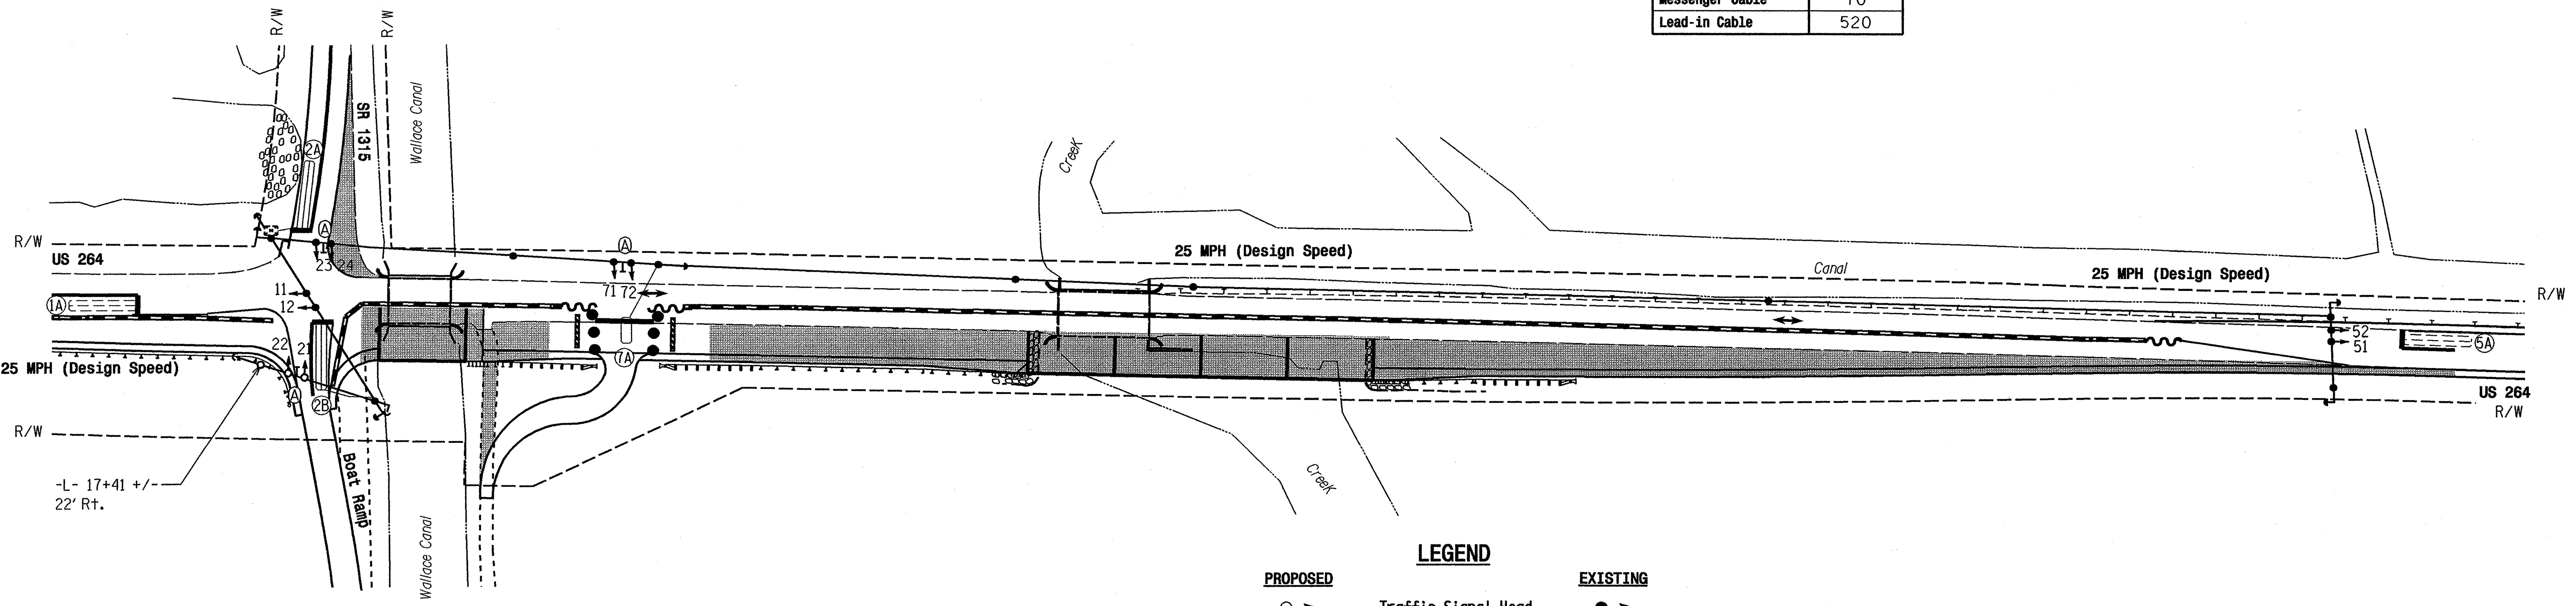 Messenger Cable 70
Lead-in Cable 520
R/W
R/W
SR 1315
Wallace Canal
2A
A
23 24
R/W
US 264
1A
11
12
22
21
25 MPH (Design Speed)
A
2B
R/W
-L- 17+41 +/-
22' Rt.
Boat Ramp
Wallace Canal
A
71 72
7A
Creek
25 MPH (Design Speed)
Canal
25 MPH (Design Speed)
R/W
52
51
5A
US 264
R/W
Creek
LEGEND
PROPOSED EXISTING
Traffic Signal Head